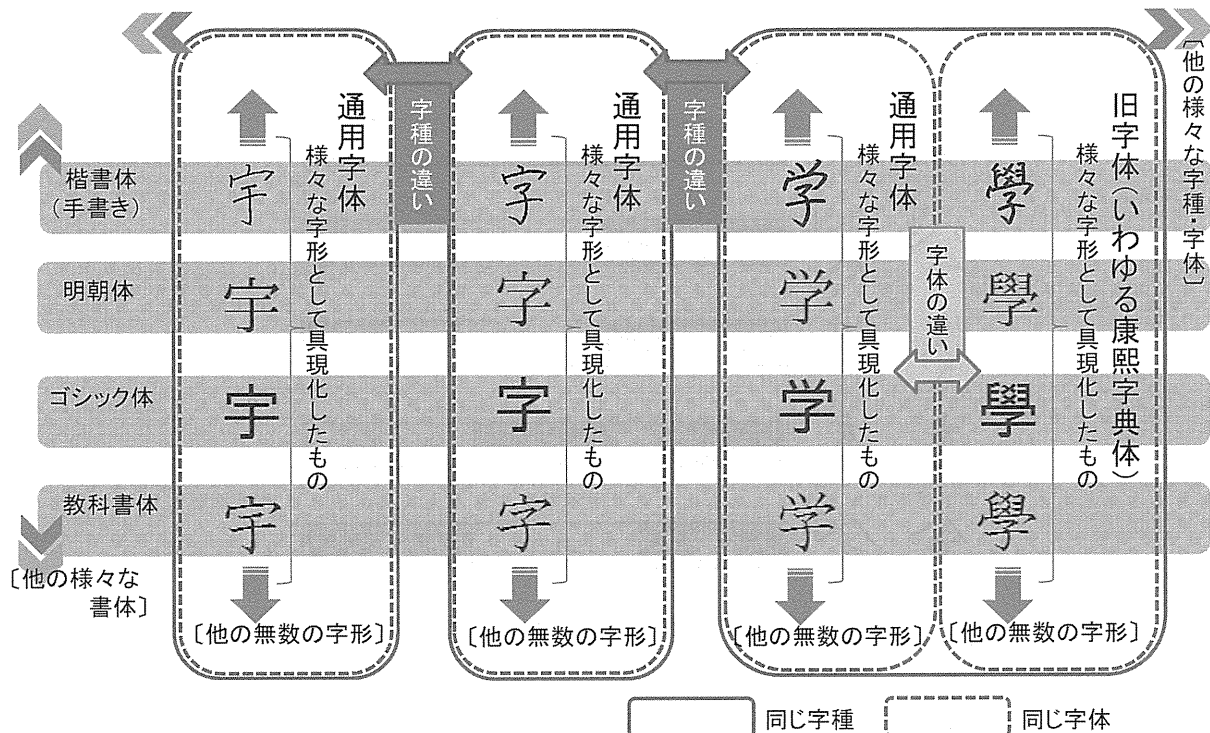 〔他の様々な字種・字体〕
通用字体
様々な字形として具現化したもの
字種の違い
通用字体
様々な字形として具現化したもの
字種の違い
通用字体
様々な字形として具現化したもの
字体の違い
旧字体（いわゆる康熙字典体）
様々な字形として具現化したもの
楷書体
（手書き）
宇 字 学 學
明朝体
宇 字 学 學
ゴシック体
宇 字 学 學
教科書体
宇 字 学 學
〔他の様々な
書体〕
〔他の無数の字形〕
〔他の無数の字形〕
〔他の無数の字形〕
〔他の無数の字形〕
同じ字種
同じ字体